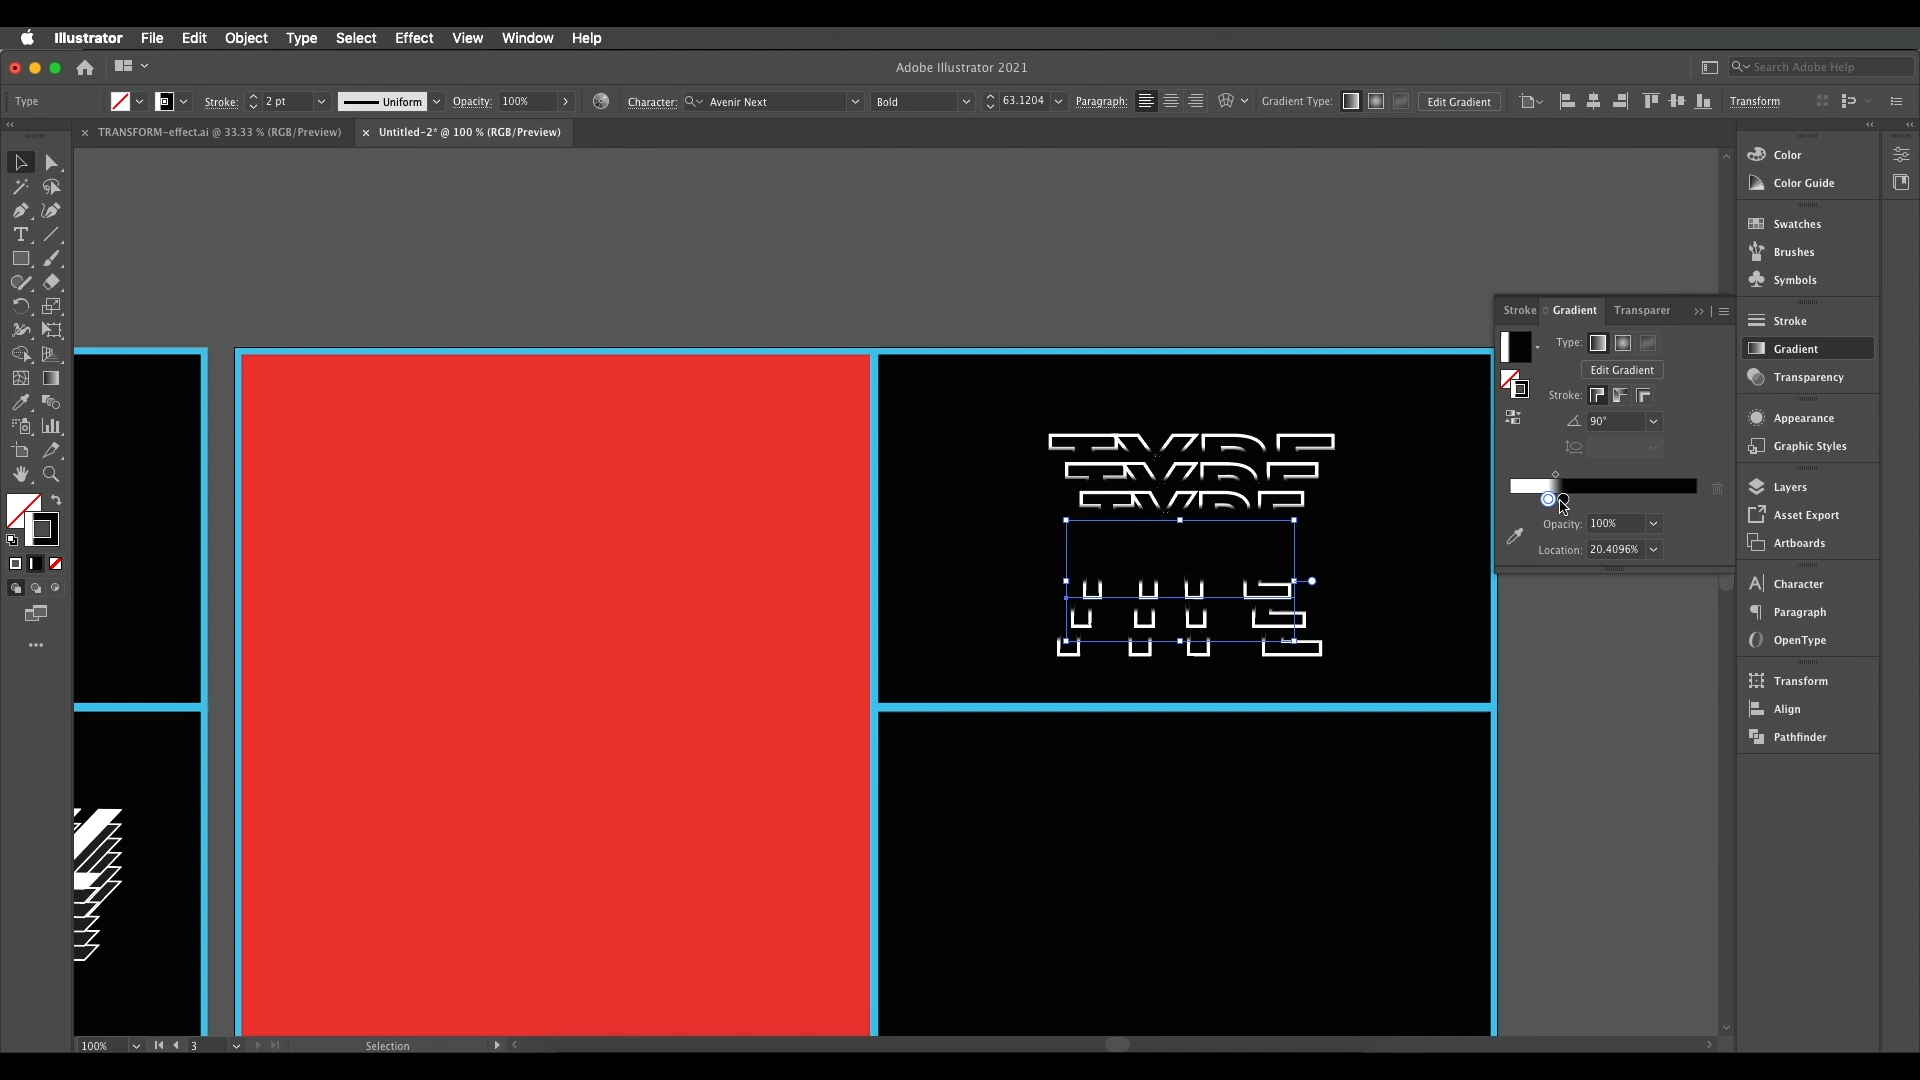 Illustrator File Edit Object Type Select Effect View Window Help
Adobe Illustrator 2021
Search Adobe Help
Type Stroke: 2 pt Uniform Opacity: 100% Character: Avenir Next Bold 63.1204 Paragraph: Gradient Type: Edit Gradient Transform
TRANSFORM-effect.ai @ 33.33 % (RGB/Preview) Untitled-2* @ 100 % (RGB/Preview)
Color
Color Guide
Swatches
Brushes
Symbols
Stroke Gradient Transparer
Stroke
Type:
Gradient
Edit Gradient
Transparency
Stroke:
90°
Appearance
Graphic Styles
TYPE
TYPE
TYPE
Layers
Asset Export
Opacity: 100%
Artboards
Location: 20.4096%
Character
Paragraph
OpenType
Transform
Align
Pathfinder
100% 3 Selection